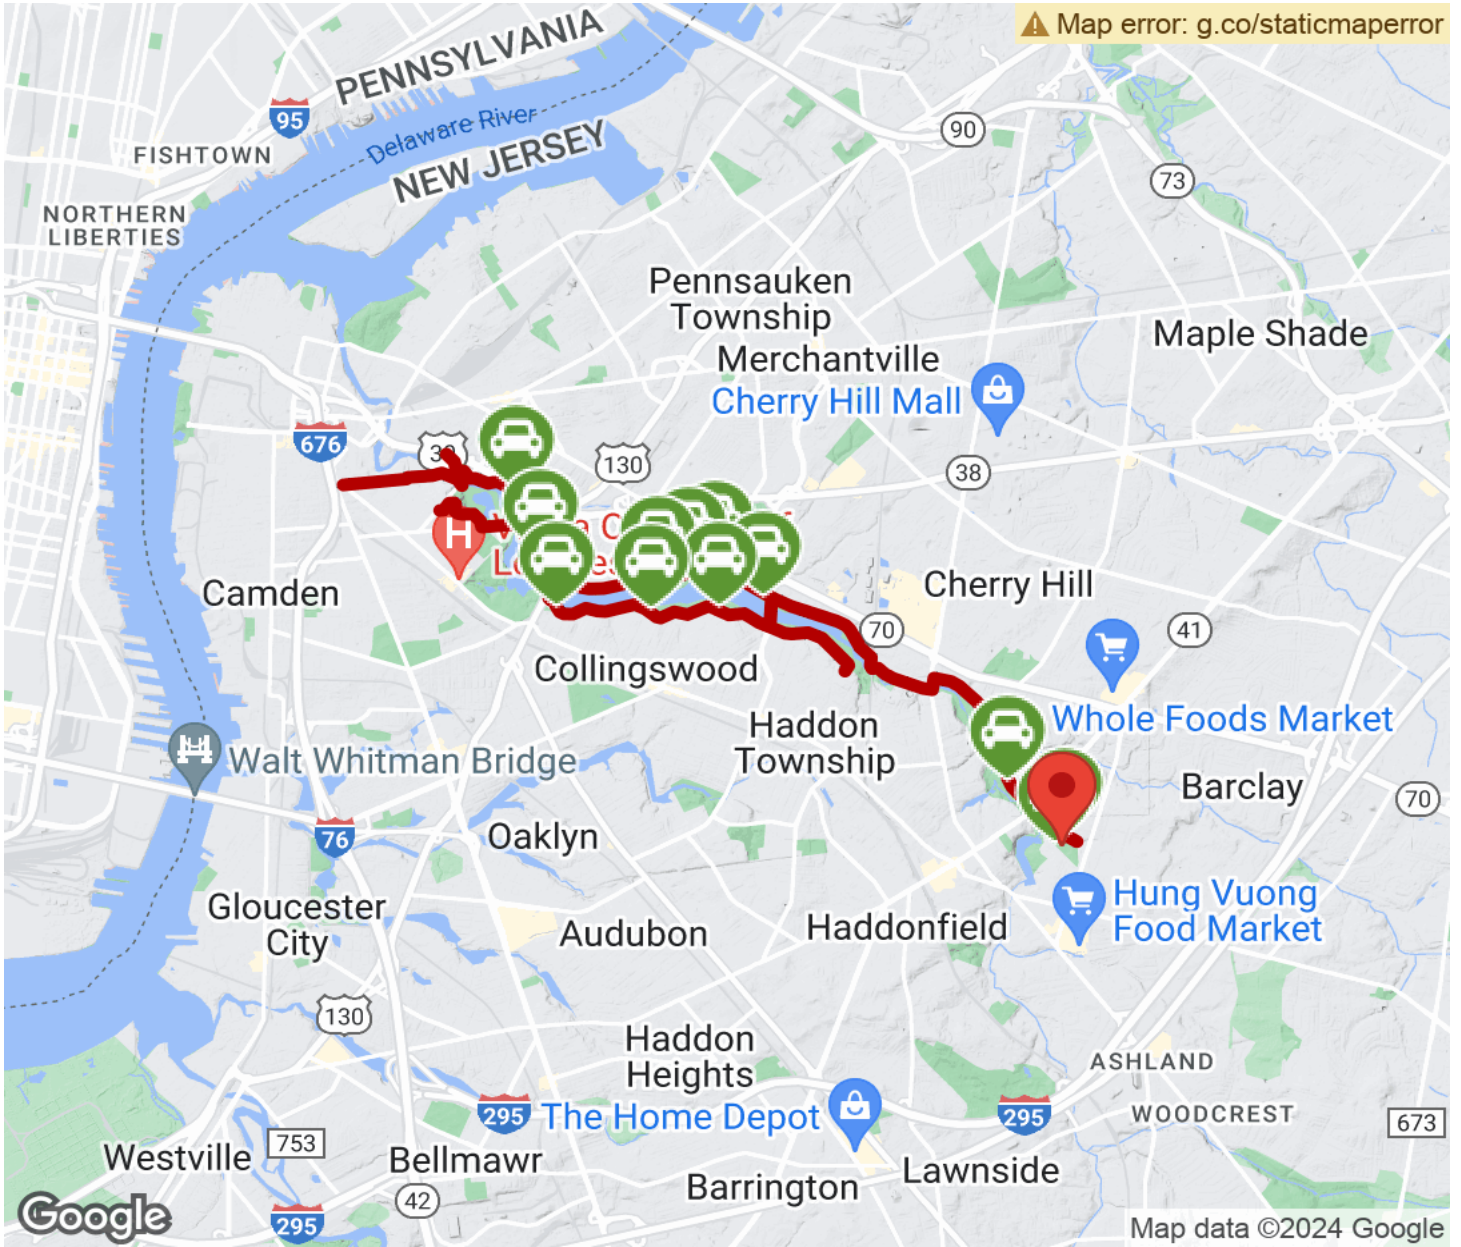 Map error: g.co/staticmaperror
PENNSYLVANIA
95
Delaware River
90
FISHTOWN
NEW JERSEY
73
NORTHERN
LIBERTIES
Pennsauken
Township
Maple Shade
Merchantville
Cherry Hill Mall
676
130
38
H
Camden
Cherry Hill
70
41
Collingswood
Whole Foods Market
Haddon
Township
Walt Whitman Bridge
Barclay
70
76
Oaklyn
Gloucester
City
Audubon
Haddonfield
Hung Vuong
Food Market
130
Haddon
Heights
ASHLAND
295
The Home Depot
295
WOODCREST
673
753
Westville
Bellmawr
Lawnside
Barrington
42
Google
295
Map data ©2024 Google